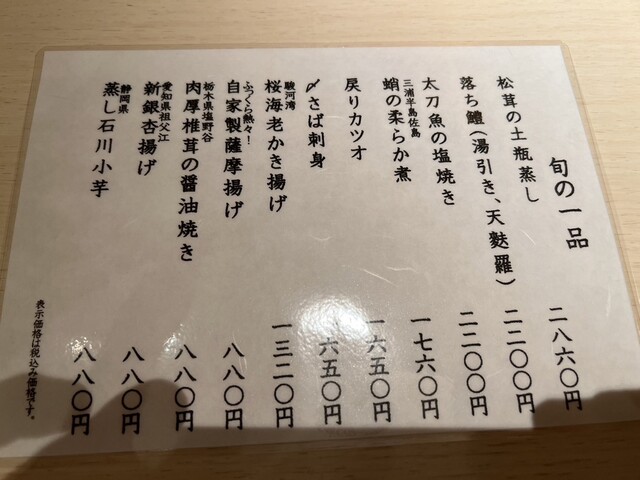 旬の一品
松茸の土瓶蒸し 二八六〇円
落ち鱧(湯引き、天麩羅) 二二〇〇円
太刀魚の塩焼き 二二〇〇円
三浦半島佐島
蛸の柔らか煮 一七六〇円
戻りカツオ 一六五〇円
〆さば刺身 一六五〇円
駿河湾
桜海老かき揚げ 一三二〇円
ふっくら熱々!
自家製薩摩揚げ 八八〇円
栃木県塩野谷
肉厚椎茸の醤油焼き 八八〇円
愛知県祖父江
新銀杏揚げ 八八〇円
静岡県
蒸し石川小芋 八八〇円
表示価格は税込み価格です。